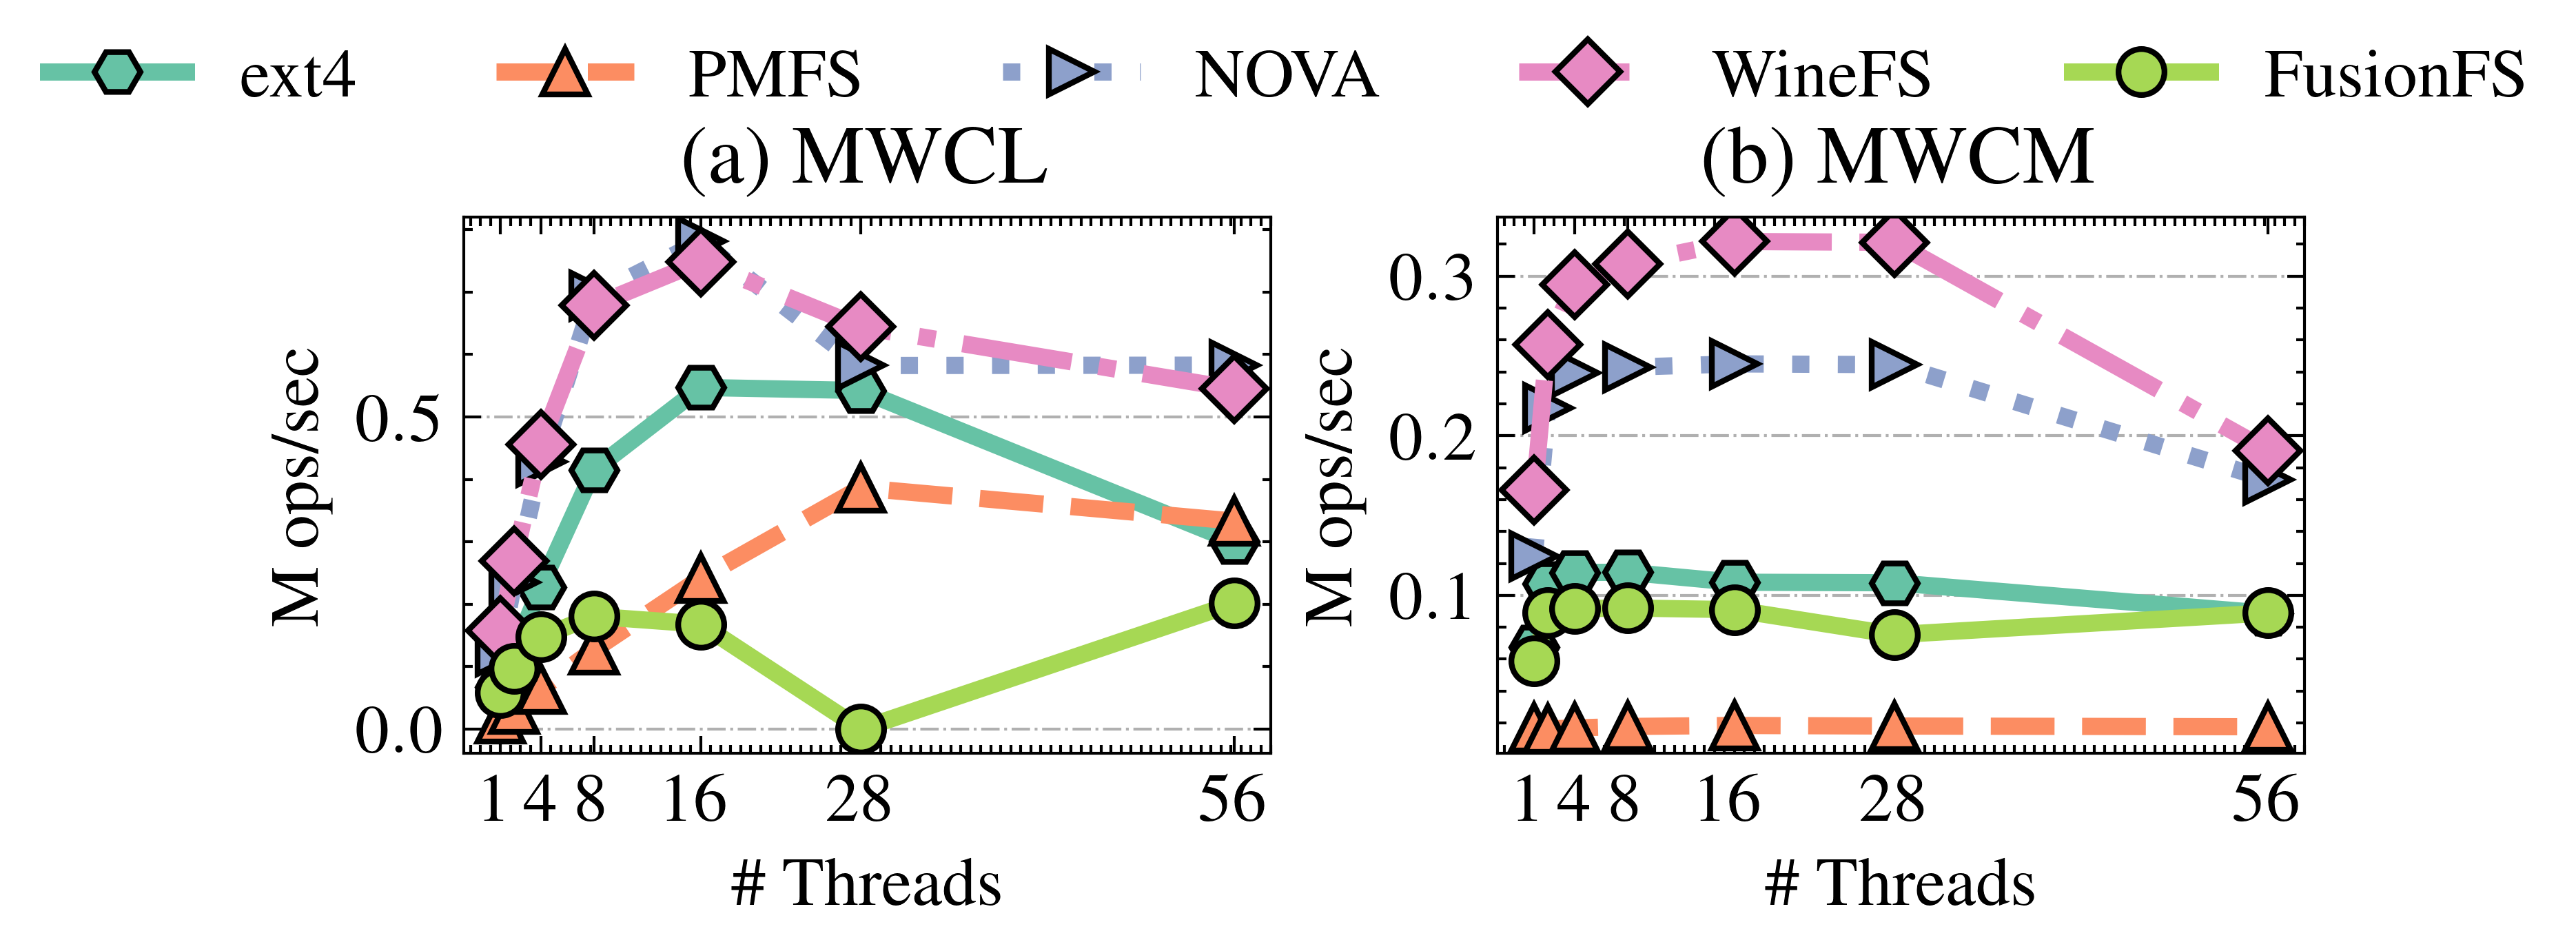 ext4 PMFS NOVA WineFS FusionFS
(a) MWCL
M ops/sec
0.5
0.0
1 4 8 16 28 56
# Threads
(b) MWCM
M ops/sec
0.3
0.2
0.1
1 4 8 16 28 56
# Threads